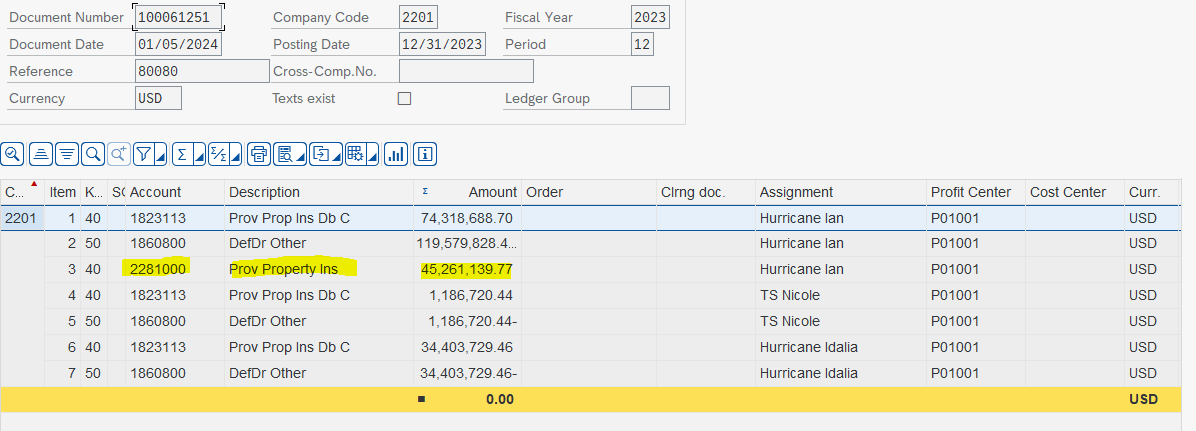 Document Number 100061251 Company Code 2201 Fiscal Year 2023
Document Date 01/05/2024 Posting Date 12/31/2023 Period 12
Reference 80080 Cross-Comp.No.
Currency USD Texts exist Ledger Group
C... Item K... SG Account Description Σ Amount Order Clrng doc. Assignment Profit Center Cost Center Curr.
2201 1 40 1823113 Prov Prop Ins Db C 74,318,688.70 Hurricane Ian P01001 USD
2 50 1860800 DefDr Other 119,579,828.4... Hurricane Ian P01001 USD
3 40 2281000 Prov Property Ins 45,261,139.77 Hurricane Ian P01001 USD
4 40 1823113 Prov Prop Ins Db C 1,186,720.44 TS Nicole P01001 USD
5 50 1860800 DefDr Other 1,186,720.44- TS Nicole P01001 USD
6 40 1823113 Prov Prop Ins Db C 34,403,729.46 Hurricane Idalia P01001 USD
7 50 1860800 DefDr Other 34,403,729.46- Hurricane Idalia P01001 USD
0.00 USD